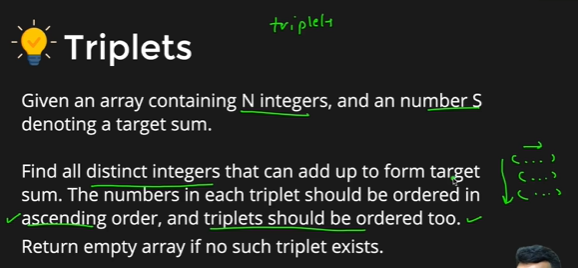 triplets
Triplets
Given an array containing N integers, and an number S
denoting a target sum.
Find all distinct integers that can add up to form target
sum. The numbers in each triplet should be ordered in
ascending order, and triplets should be ordered too.
Return empty array if no such triplet exists.
(...)
(...)
(...)